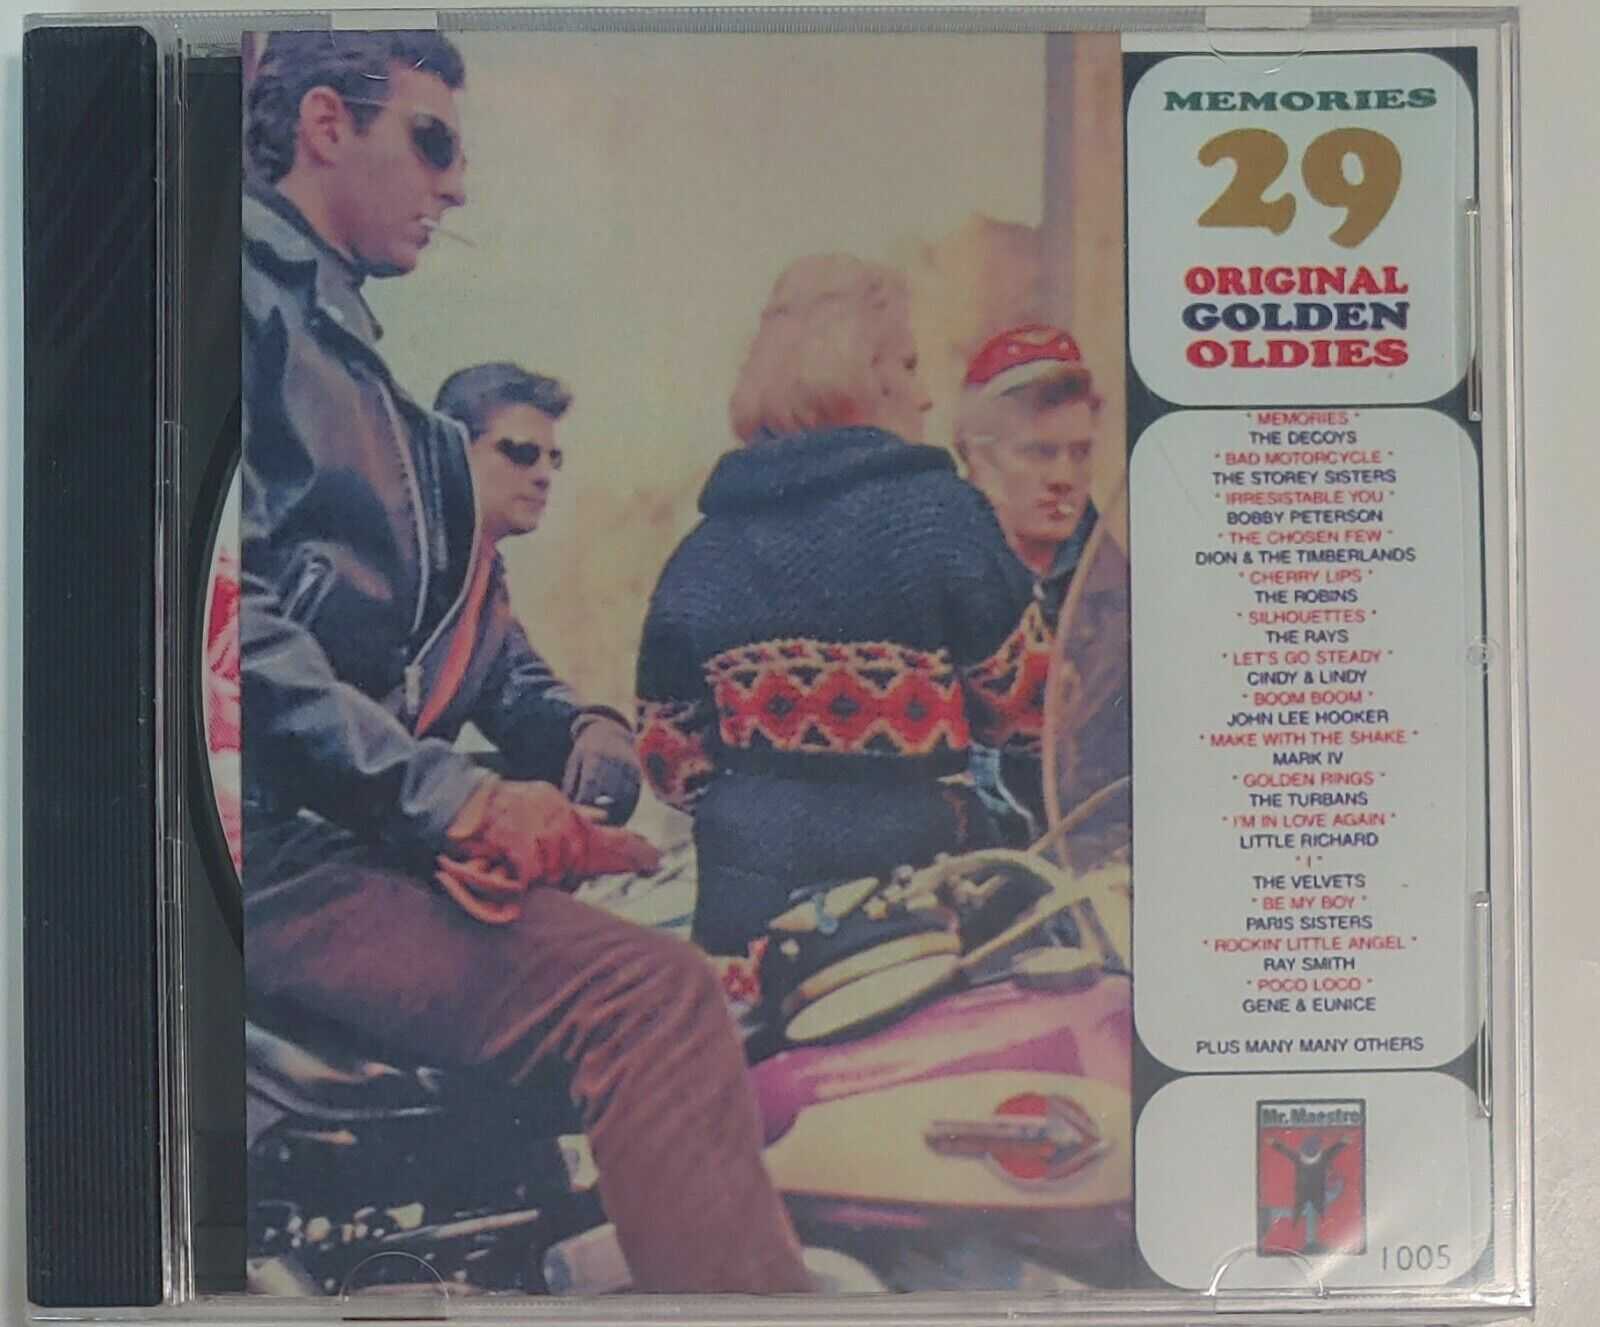 MEMORIES
29
ORIGINAL
GOLDEN
OLDIES
" MEMORIES "
THE DECOYS
" BAD MOTORCYCLE "
THE STOREY SISTERS
" IRRESISTABLE YOU "
BOBBY PETERSON
" THE CHOSEN FEW "
DION & THE TIMBERLANDS
" CHERRY LIPS "
THE ROBINS
" SILHOUETTES "
THE RAYS
" LET'S GO STEADY "
CINDY & LINDY
" BOOM BOOM "
JOHN LEE HOOKER
" MAKE WITH THE SHAKE "
MARK IV
" GOLDEN RINGS "
THE TURBANS
" I'M IN LOVE AGAIN "
LITTLE RICHARD
" I "
THE VELVETS
" BE MY BOY "
PARIS SISTERS
" ROCKIN' LITTLE ANGEL "
RAY SMITH
" POCO LOCO "
GENE & EUNICE
PLUS MANY MANY OTHERS
Mr. Maestro
1005